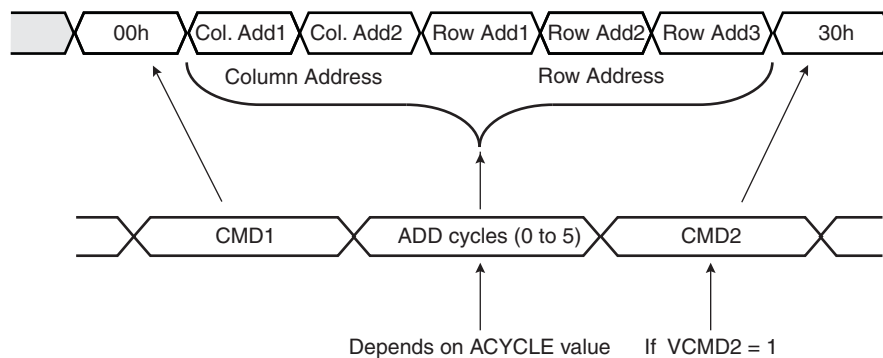 00h Col. Add1 Col. Add2 Row Add1 Row Add2 Row Add3 30h
Column Address Row Address
CMD1 ADD cycles (0 to 5) CMD2
Depends on ACYCLE value If VCMD2 = 1